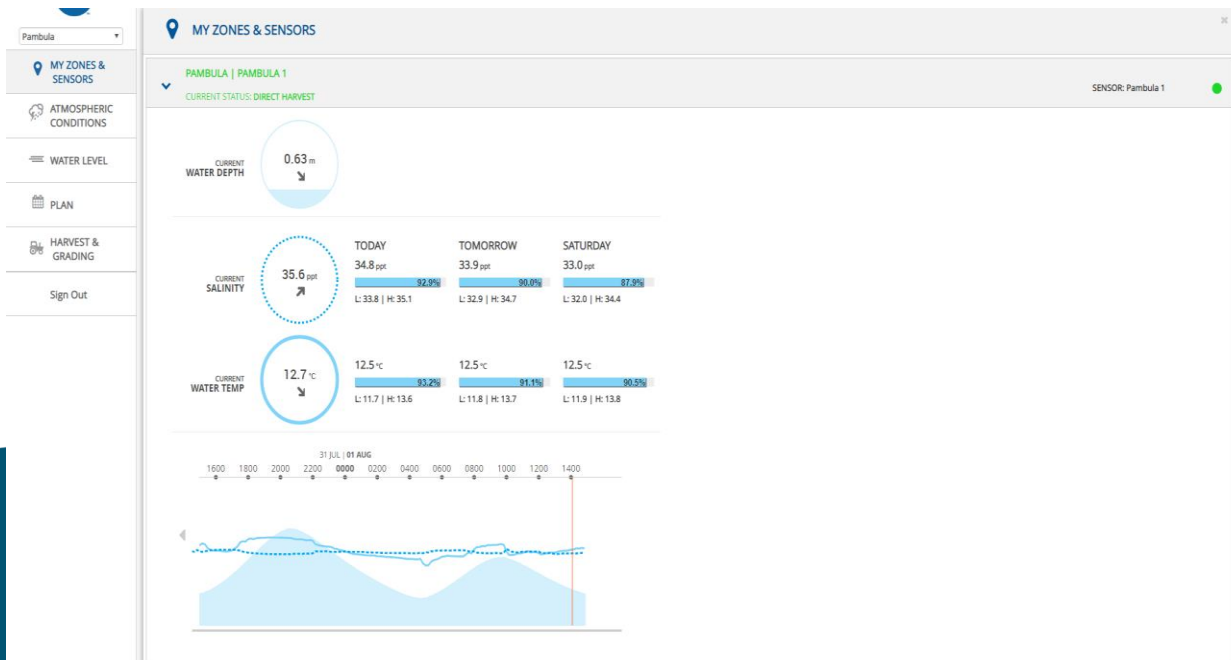 Pambula
MY ZONES &
SENSORS
ATMOSPHERIC
CONDITIONS
WATER LEVEL
PLAN
HARVEST &
GRADING
Sign Out
MY ZONES & SENSORS
PAMBULA | PAMBULA 1
CURRENT STATUS: DIRECT HARVEST
SENSOR: Pambula 1
CURRENT
WATER DEPTH
0.63 m
CURRENT
SALINITY
35.6 ppt
TODAY TOMORROW SATURDAY
34.8 ppt 33.9 ppt 33.0 ppt
92.9% 90.0% 87.9%
L: 33.8 | H: 35.1 L: 32.9 | H: 34.7 L: 32.0 | H: 34.4
CURRENT
WATER TEMP
12.7 °C
12.5 °C 12.5 °C 12.5 °C
93.2% 91.1% 90.5%
L: 11.7 | H: 13.6 L: 11.8 | H: 13.7 L: 11.9 | H: 13.8
31 JUL | 01 AUG
1600 1800 2000 2200 0000 0200 0400 0600 0800 1000 1200 1400